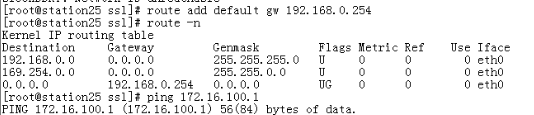 [root@station25 ssl]# route add default gw 192.168.0.254
[root@station25 ssl]# route -n
Kernel IP routing table
Destination Gateway Genmask Flags Metric Ref Use Iface
192.168.0.0 0.0.0.0 255.255.255.0 U 0 0 0 eth0
169.254.0.0 0.0.0.0 255.255.0.0 U 0 0 0 eth0
0.0.0.0 192.168.0.254 0.0.0.0 UG 0 0 0 eth0
[root@station25 ssl]# ping 172.16.100.1
PING 172.16.100.1 (172.16.100.1) 56(84) bytes of data.